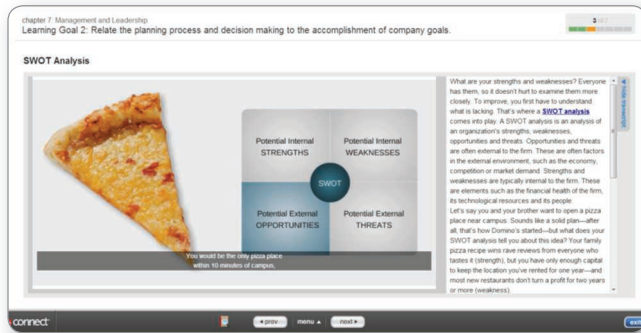 chapter 7: Management and Leadership
Learning Goal 2: Relate the planning process and decision making to the accomplishment of company goals.
SWOT Analysis
Potential Internal
STRENGTHS
Potential Internal
WEAKNESSES
SWOT
Potential External
OPPORTUNITIES
Potential External
THREATS
You would be the only pizza place
within 10 minutes of campus,
What are your strengths and weaknesses? Everyone
has them, so it doesn't hurt to examine them more
closely. To improve, you first have to understand
what is lacking. That's where a SWOT analysis
comes into play. A SWOT analysis is an analysis of
an organization's strengths, weaknesses,
opportunities and threats. Opportunities and threats
are often external to the firm. These are often factors
in the external environment, such as the economy,
competition or market demand. Strengths and
weaknesses are typically internal to the firm. These
are elements such as the financial health of the firm,
its technological resources and its people.
Let's say you and your brother want to open a pizza
place near campus. Sounds like a solid plan—after
all, that's how Domino's started—but what does your
SWOT analysis tell you about this idea? Your family
pizza recipe wins rave reviews from everyone who
tastes it (strength), but you have only enough capital
to keep the location you've rented for one year—and
most new restaurants don't turn a profit for two years
or more (weakness).
hide transcript
connect
prev
menu
next
exit